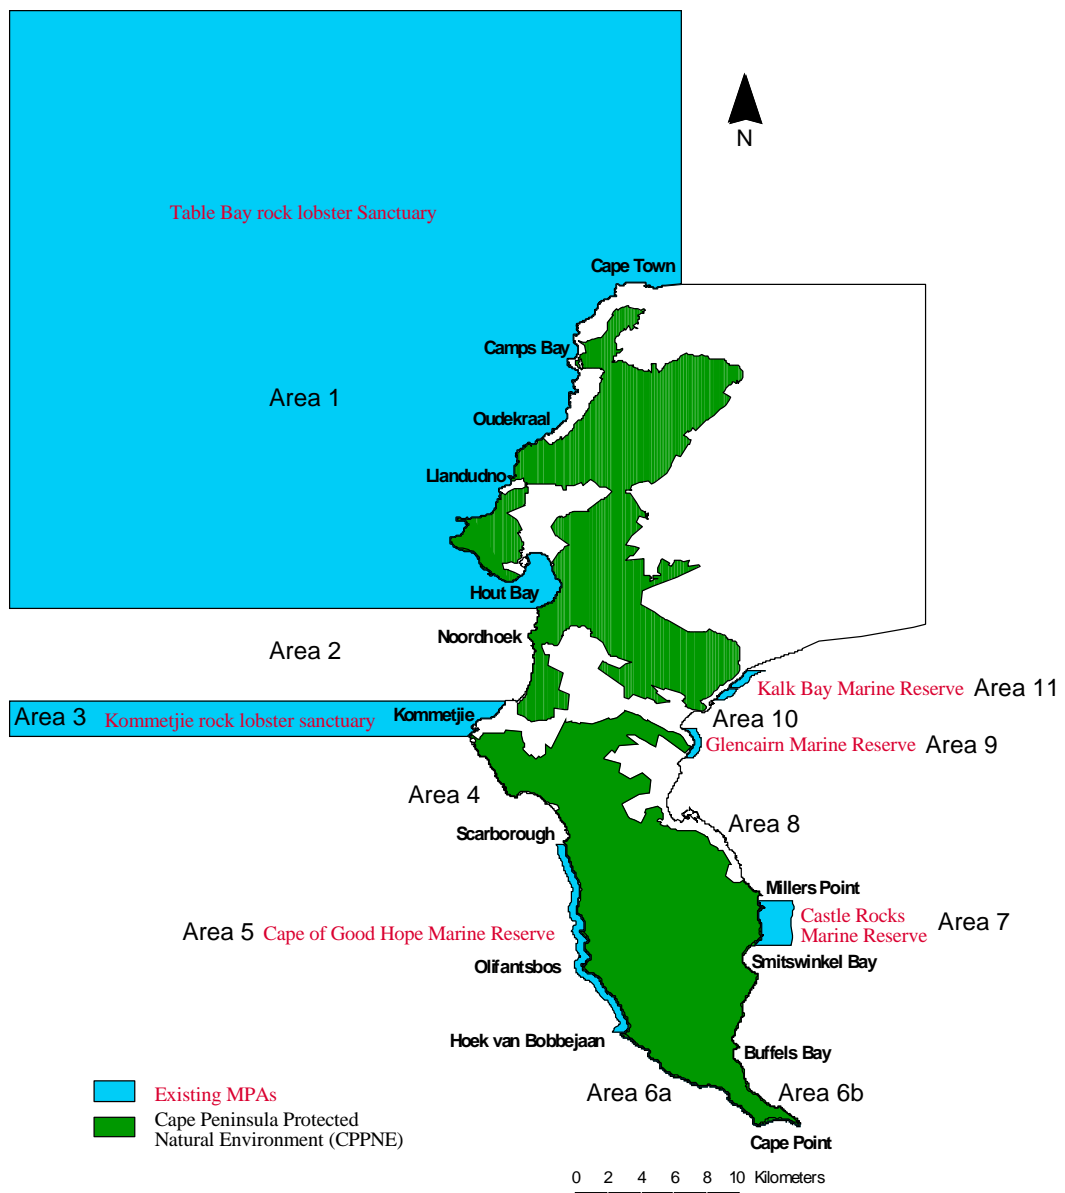 N
Table Bay rock lobster Sanctuary
Cape Town
Camps Bay
Area 1
Oudekraal
Llandudno
Hout Bay
Noordhoek
Area 2
Kalk Bay Marine Reserve Area 11
Area 3 Kommetjie rock lobster sanctuary Kommetjie
Area 10
Glencairn Marine Reserve Area 9
Area 4
Area 8
Scarborough
Millers Point
Castle Rocks
Marine Reserve
Area 7
Area 5 Cape of Good Hope Marine Reserve
Smitswinkel Bay
Olifantsbos
Hoek van Bobbejaan
Buffels Bay
Area 6a
Area 6b
Existing MPAs
Cape Peninsula Protected
Natural Environment (CPPNE)
Cape Point
0 2 4 6 8 10 Kilometers